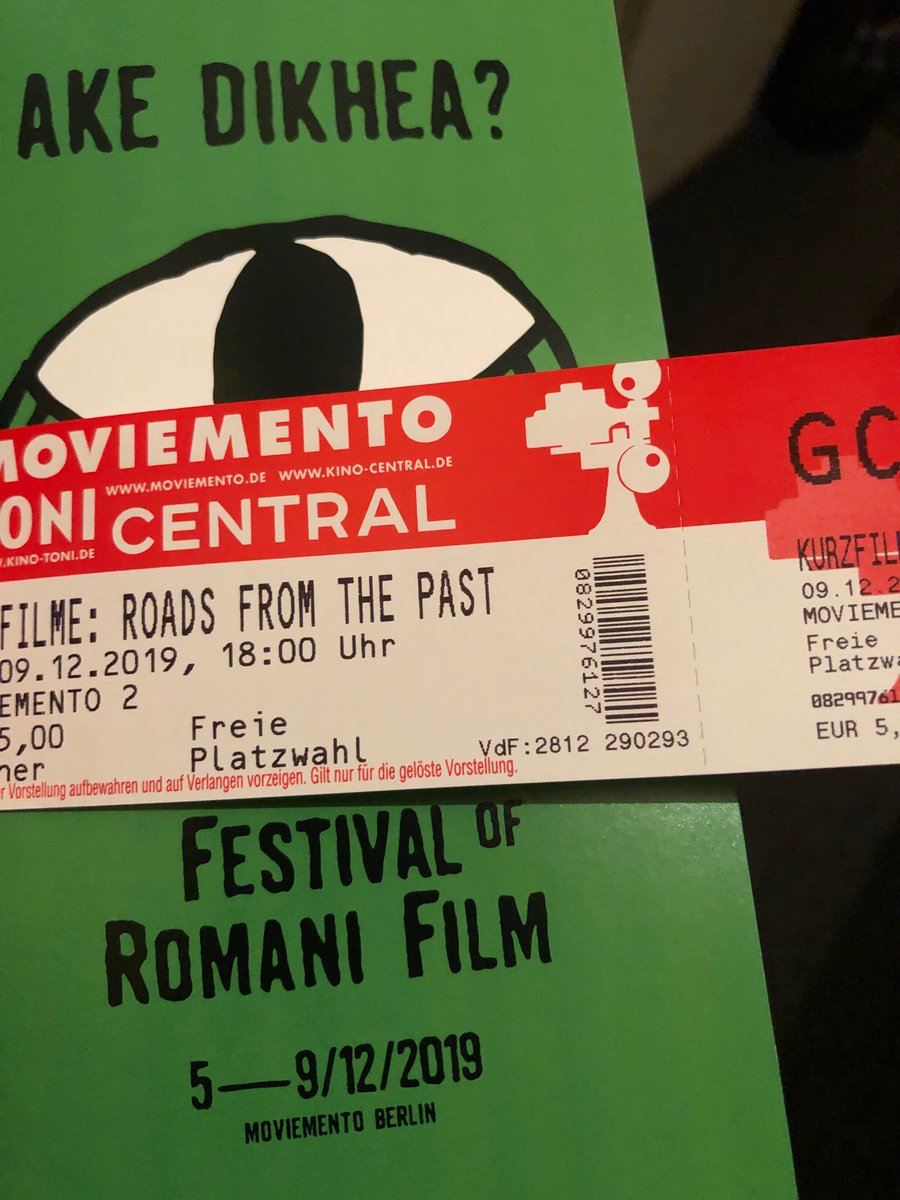 AKE DIKHEA?
MOVIEMENTO
WWW.MOVIEMENTO.DE WWW.KINO-CENTRAL.DE
ONI CENTRAL
.KINO-TONI.DE
FILME: ROADS FROM THE PAST
09.12.2019, 18:00 Uhr
EMENTO 2
5,00
Freie
Platzwahl
ner
VdF:2812 290293
r Vorstellung aufbewahren und auf Verlangen vorzeigen. Gilt nur für die gelöste Vorstellung.
0829976127
GC
KURZFIL
09.12.2
MOVIEME
Freie
Platzwa
08299761
EUR 5,
FESTIVAL OF
ROMANI FILM
5—9/12/2019
MOVIEMENTO BERLIN